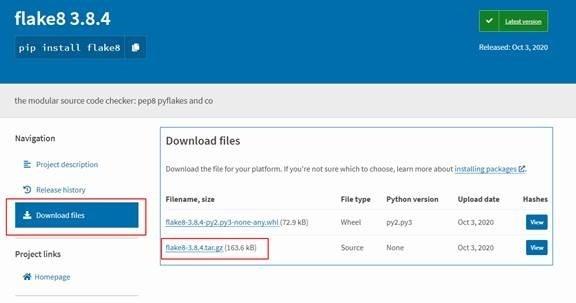 flake8 3.8.4
pip install flake8
Latest version
Released: Oct 3, 2020
the modular source code checker: pep8 pyflakes and co
Navigation
Project description
Release history
Download files
Project links
Homepage
Download files
Download the file for your platform. If you're not sure which to choose, learn more about installing packages.
Filename, size File type Python version Upload date Hashes
flake8-3.8.4-py2.py3-none-any.whl (72.9 kB) Wheel py2.py3 Oct 3, 2020 View
flake8-3.8.4.tar.gz (163.6 kB) Source None Oct 3, 2020 View